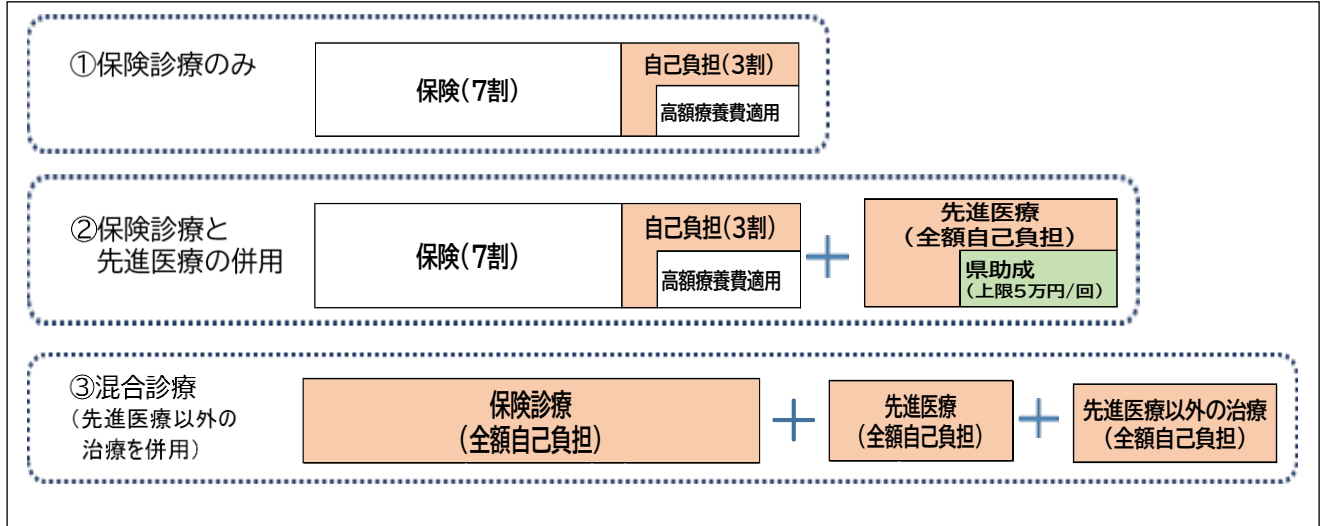 ①保険診療のみ
保険(7割)
自己負担(3割)
高額療養費適用
②保険診療と
先進医療の併用
保険(7割)
自己負担(3割)
高額療養費適用
+
先進医療
(全額自己負担)
県助成
(上限5万円/回)
③混合診療
(先進医療以外の
治療を併用)
保険診療
(全額自己負担)
+
先進医療
(全額自己負担)
+
先進医療以外の治療
(全額自己負担)